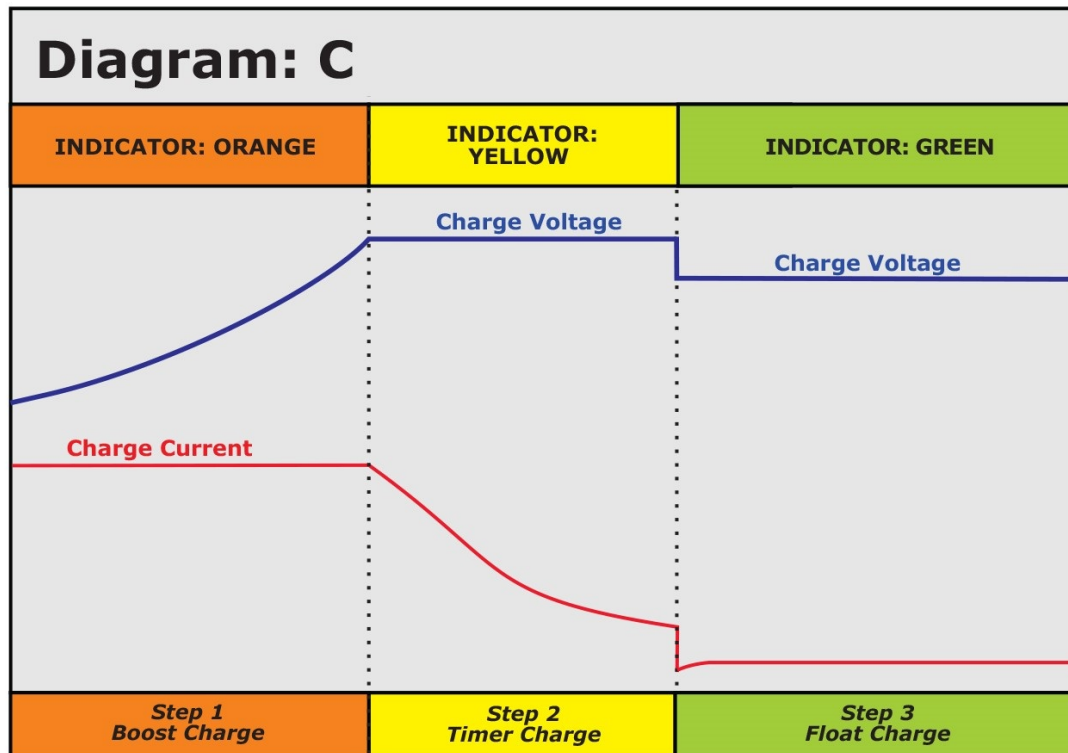 Diagram: C
INDICATOR: ORANGE
INDICATOR:
YELLOW
INDICATOR: GREEN
Charge Voltage
Charge Voltage
Charge Current
Step 1
Boost Charge
Step 2
Timer Charge
Step 3
Float Charge